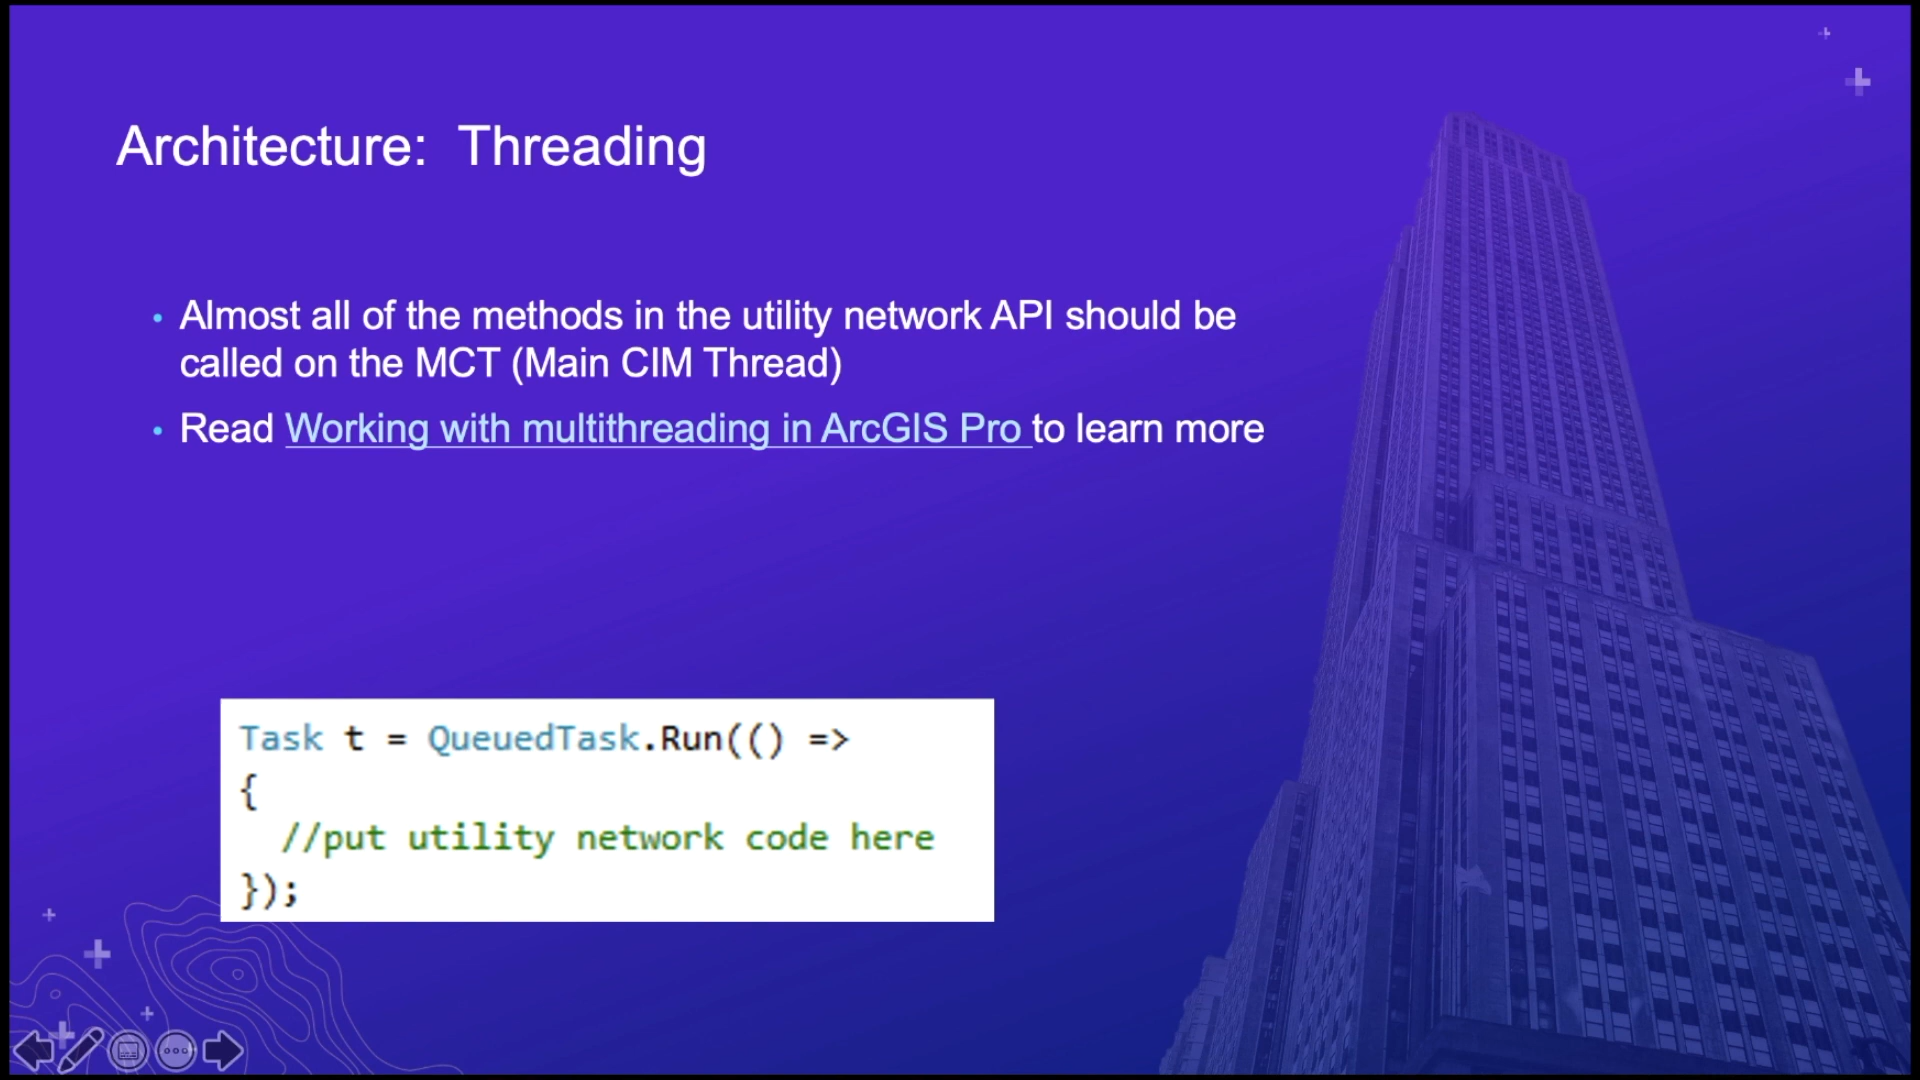 Architecture:  Threading
• Almost all of the methods in the utility network API should be
called on the MCT (Main CIM Thread)
• Read Working with multithreading in ArcGIS Pro to learn more
Task t = QueuedTask.Run(() =>
{
  //put utility network code here
});